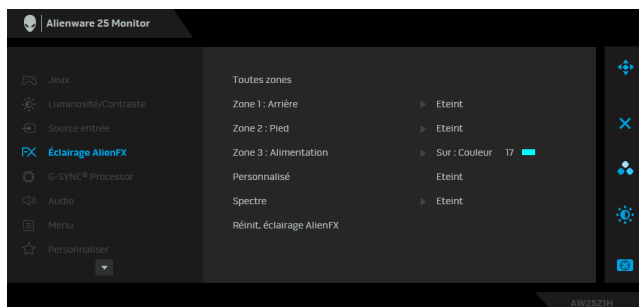 Alienware 25 Monitor
Jeux
Luminosité/Contraste
Source entrée
FX Éclairage AlienFX
G-SYNC® Processor
Audio
Menu
Personnaliser
Toutes zones
Zone 1 : Arrière Eteint
Zone 2 : Pied Eteint
Zone 3 : Alimentation Sur : Couleur 17
Personnalisé Eteint
Spectre Eteint
Réinit. éclairage AlienFX
AW2521H